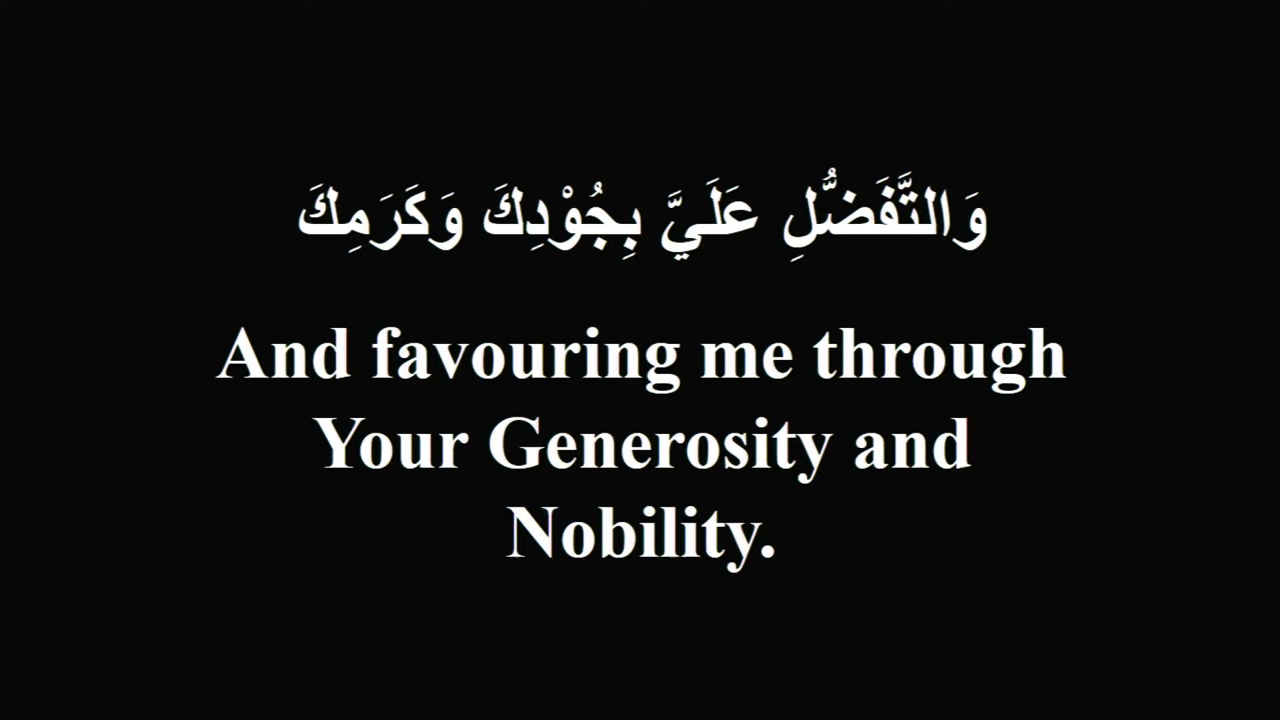 وَالتَّفَضُّلِ عَلَيَّ بِجُوْدِكَ وَكَرَمِكَ
And favouring me through
Your Generosity and
Nobility.